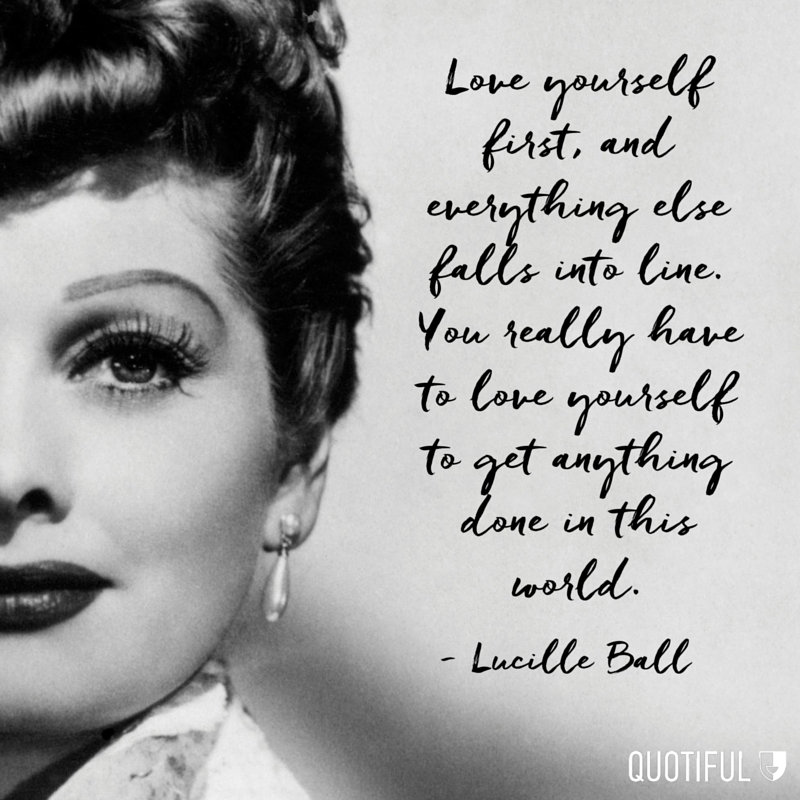 Love yourself
first, and
everything else
falls into line.
You really have
to love yourself
to get anything
done in this
world.
- Lucille Ball
QUOTIFUL